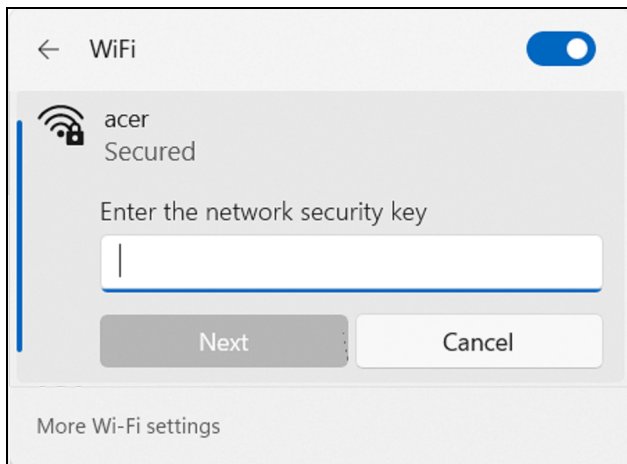 WiFi
acer
Secured
Enter the network security key
Next
Cancel
More Wi-Fi settings